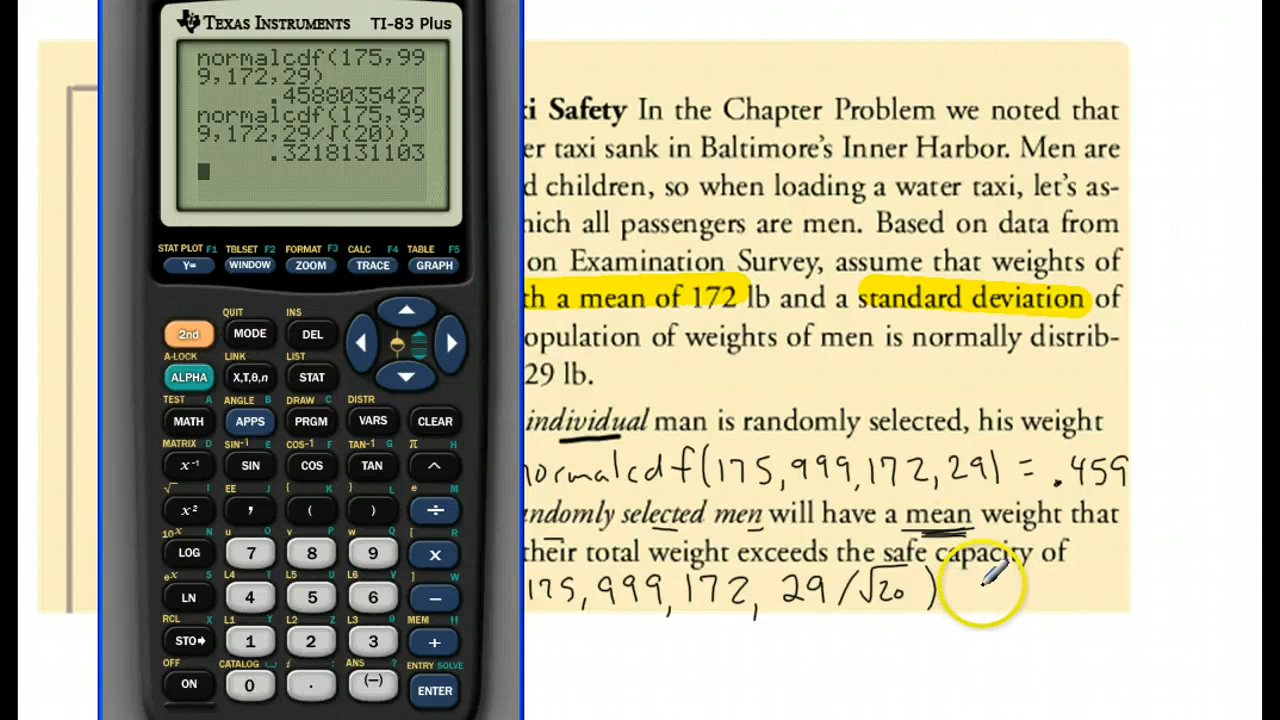 TEXAS INSTRUMENTS TI-83 Plus
normalcdf(175,99
9,172,29)
.4588035427
normalcdf(175,99
9,172,29/√(20))
.3218131103
STAT PLOT F1 TBLSET F2 FORMAT F3 CALC F4 TABLE F5
Y= WINDOW ZOOM TRACE GRAPH
QUIT INS
2nd MODE DEL
A-LOCK LINK LIST
ALPHA X,T,θ,n STAT
TEST A ANGLE B DRAW C DISTR
MATH APPS PRGM VARS CLEAR
MATRIX D SIN⁻¹ E COS⁻¹ F TAN⁻¹ G π H
x⁻¹ SIN COS TAN ^
√ I EE J { K } L e M
x² , ( ) ÷
10ˣ N u O v P w Q [ R
LOG 7 8 9 x
eˣ S L4 T L5 U L6 V ] W
LN 4 5 6 −
RCL X L1 Y L2 Z L3 θ MEM "
STO➡ 1 2 3 +
OFF CATALOG i : ANS ? ENTRY SOLVE
ON 0 . (−) ENTER
xi Safety In the Chapter Problem we noted that
er taxi sank in Baltimore's Inner Harbor. Men are
d children, so when loading a water taxi, let's as-
hich all passengers are men. Based on data from
on Examination Survey, assume that weights of
th a mean of 172 lb and a standard deviation of
opulation of weights of men is normally distrib-
29 lb.
individual man is randomly selected, his weight
normalcdf(175,999,172,29) = .459
andomly selected men will have a mean weight that
their total weight exceeds the safe capacity of
175,999,172, 29/√20 )